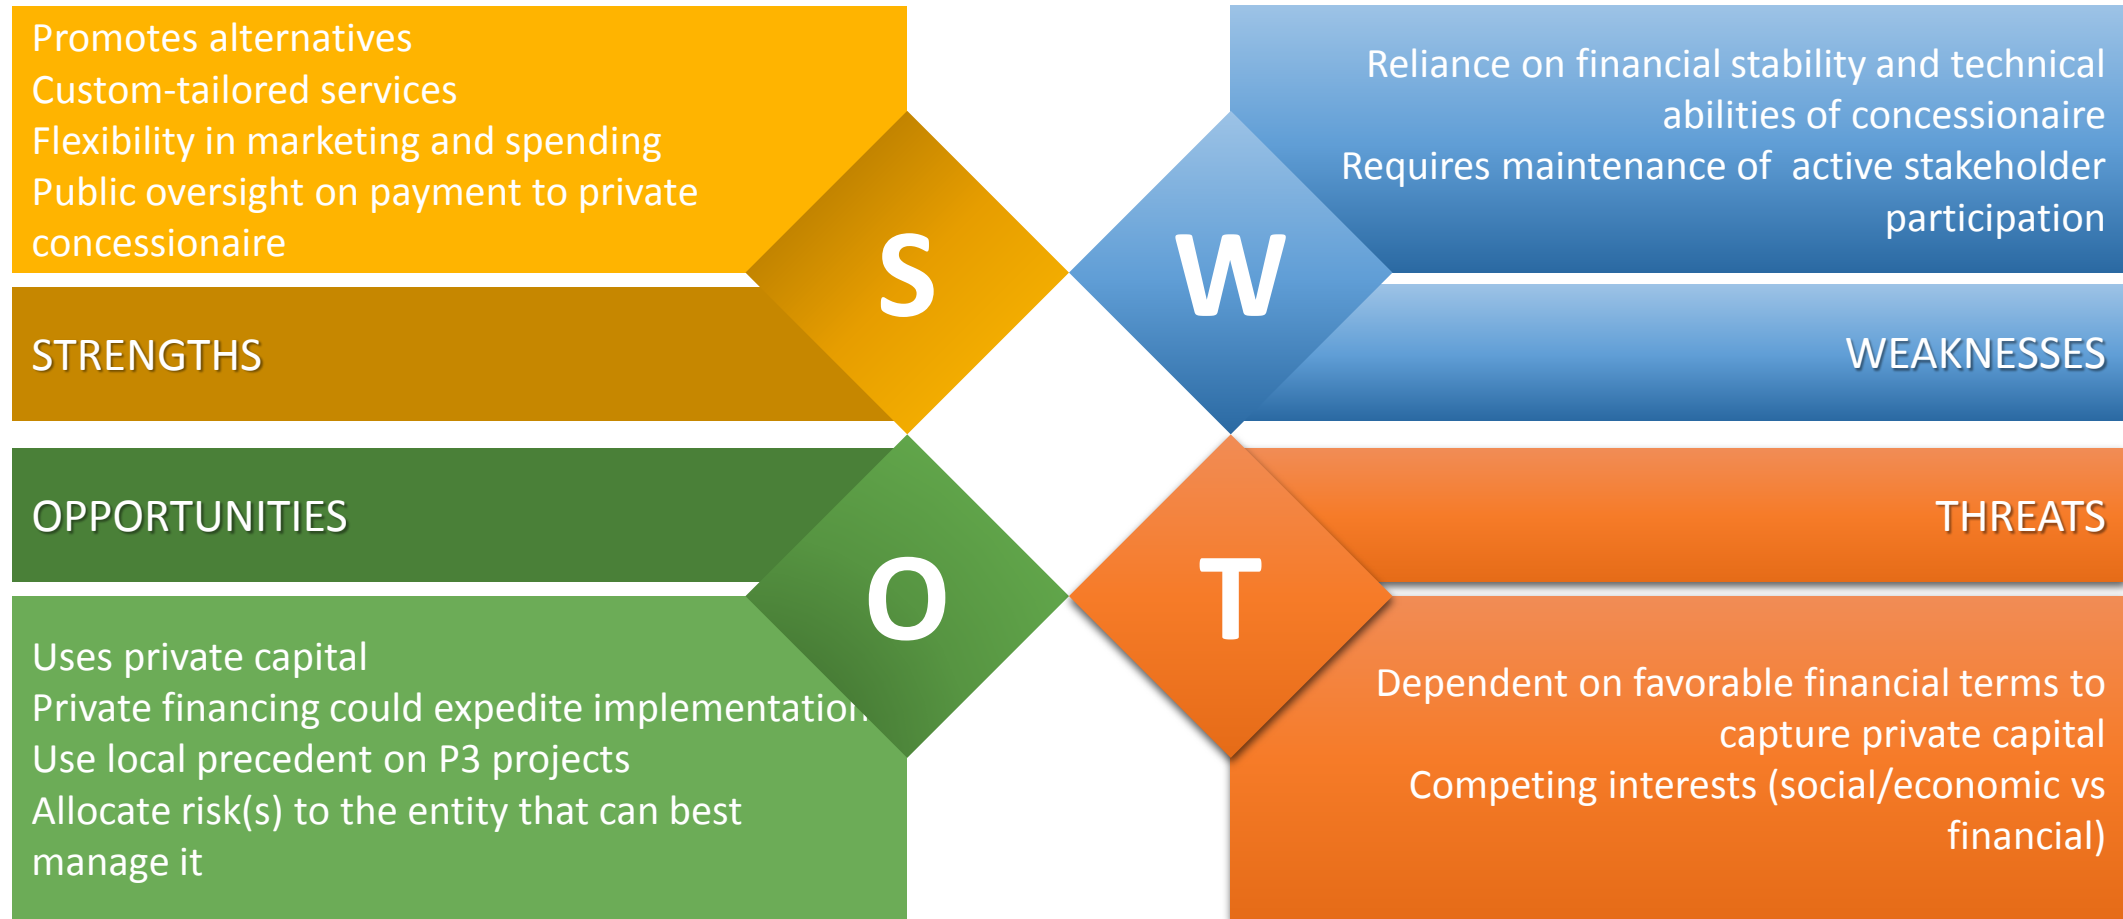 Promotes alternatives
Custom-tailored services
Flexibility in marketing and spending
Public oversight on payment to private
concessionaire
STRENGTHS
S
Reliance on financial stability and technical
abilities of concessionaire
Requires maintenance of  active stakeholder
participation
W
WEAKNESSES
OPPORTUNITIES
O
Uses private capital
Private financing could expedite implementation
Use local precedent on P3 projects
Allocate risk(s) to the entity that can best
manage it
THREATS
T
Dependent on favorable financial terms to
capture private capital
Competing interests (social/economic vs
financial)